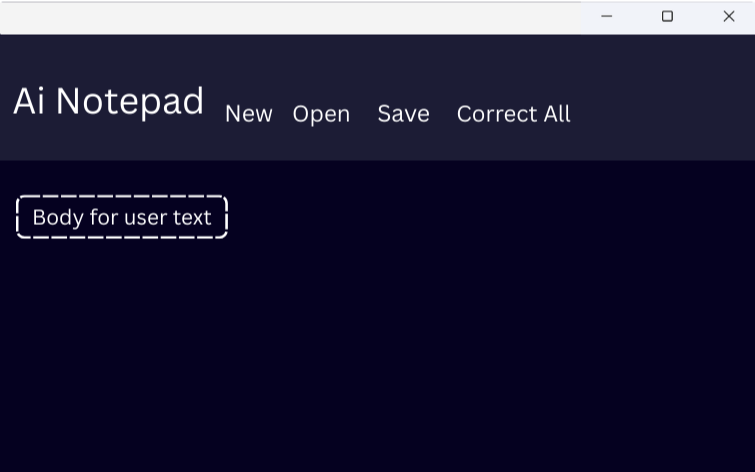 Ai Notepad New Open Save Correct All
Body for user text